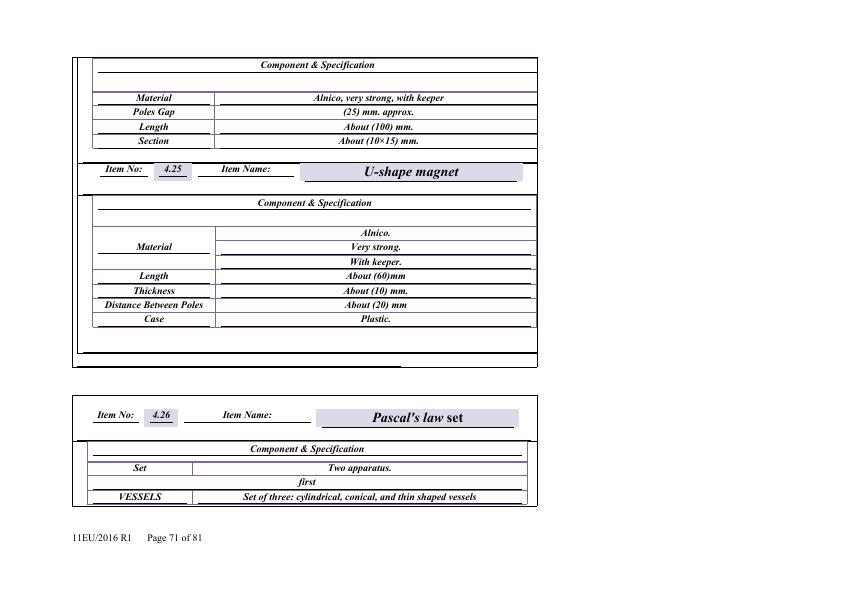 Component & Specification
Material Alnico, very strong, with keeper
Poles Gap (25) mm. approx.
Length About (100) mm.
Section About (10×15) mm.
Item No: 4.25 Item Name: U-shape magnet
Component & Specification
Alnico.
Material Very strong.
With keeper.
Length About (60)mm
Thickness About (10) mm.
Distance Between Poles About (20) mm
Case Plastic.
Item No: 4.26 Item Name: Pascal's law set
Component & Specification
Set Two apparatus.
first
VESSELS Set of three: cylindrical, conical, and thin shaped vessels
11EU/2016 R1 Page 71 of 81